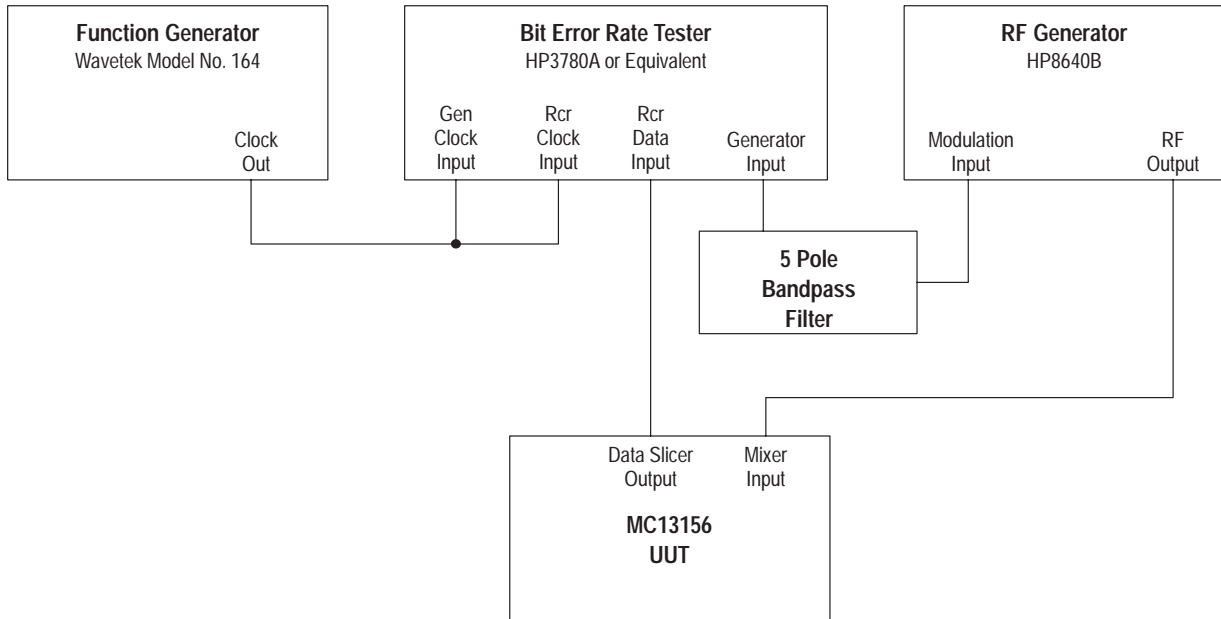 Function Generator
Wavetek Model No. 164
Clock
Out
Bit Error Rate Tester
HP3780A or Equivalent
Gen
Clock
Input
Rcr
Clock
Input
Rcr
Data
Input
Generator
Input
RF Generator
HP8640B
Modulation
Input
RF
Output
5 Pole
Bandpass
Filter
Data Slicer
Output
Mixer
Input
MC13156
UUT